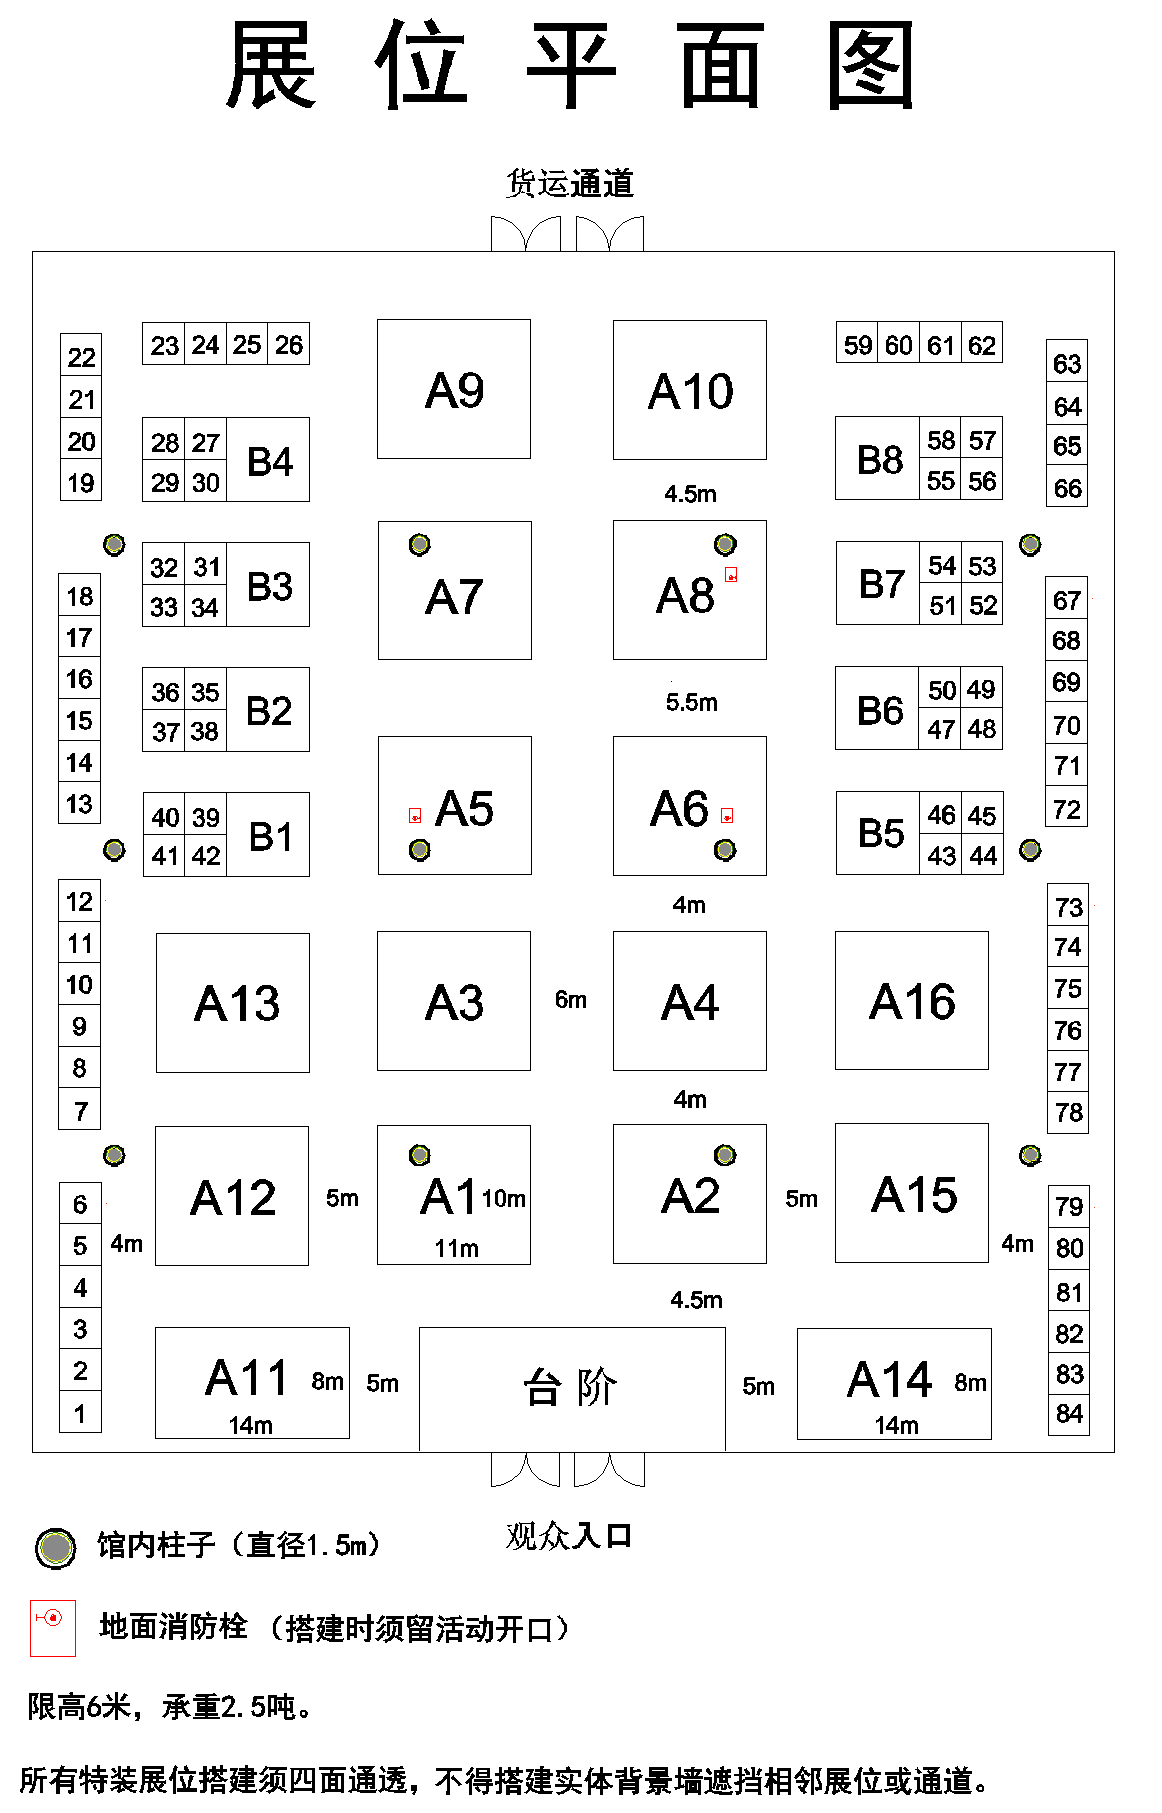 展位平面图
货运通道
23 24 25 26
59 60 61 62
22
21
20
19
A9
A10
63
64
65
66
28 27
29 30
B4
B8
58 57
55 56
4.5m
32 31
33 34
B3
A7
A8
B7
54 53
51 52
18
17
16
15
14
13
67
68
69
70
71
72
36 35
37 38
B2
5.5m
B6
50 49
47 48
40 39
41 42
B1
A5
A6
B5
46 45
43 44
4m
12
11
10
9
8
7
A13
A3
6m
A4
A16
73
74
75
76
77
78
4m
A12
5m
A1
10m
11m
A2
5m
A15
6
5
4
3
2
1
4m
4m
79
80
81
82
83
84
4.5m
A11
8m
14m
5m
台阶
5m
A14
8m
14m
观众入口
馆内柱子（直径1.5m）
地面消防栓（搭建时须留活动开口）
限高6米，承重2.5吨。
所有特装展位搭建须四面通透，不得搭建实体背景墙遮挡相邻展位或通道。